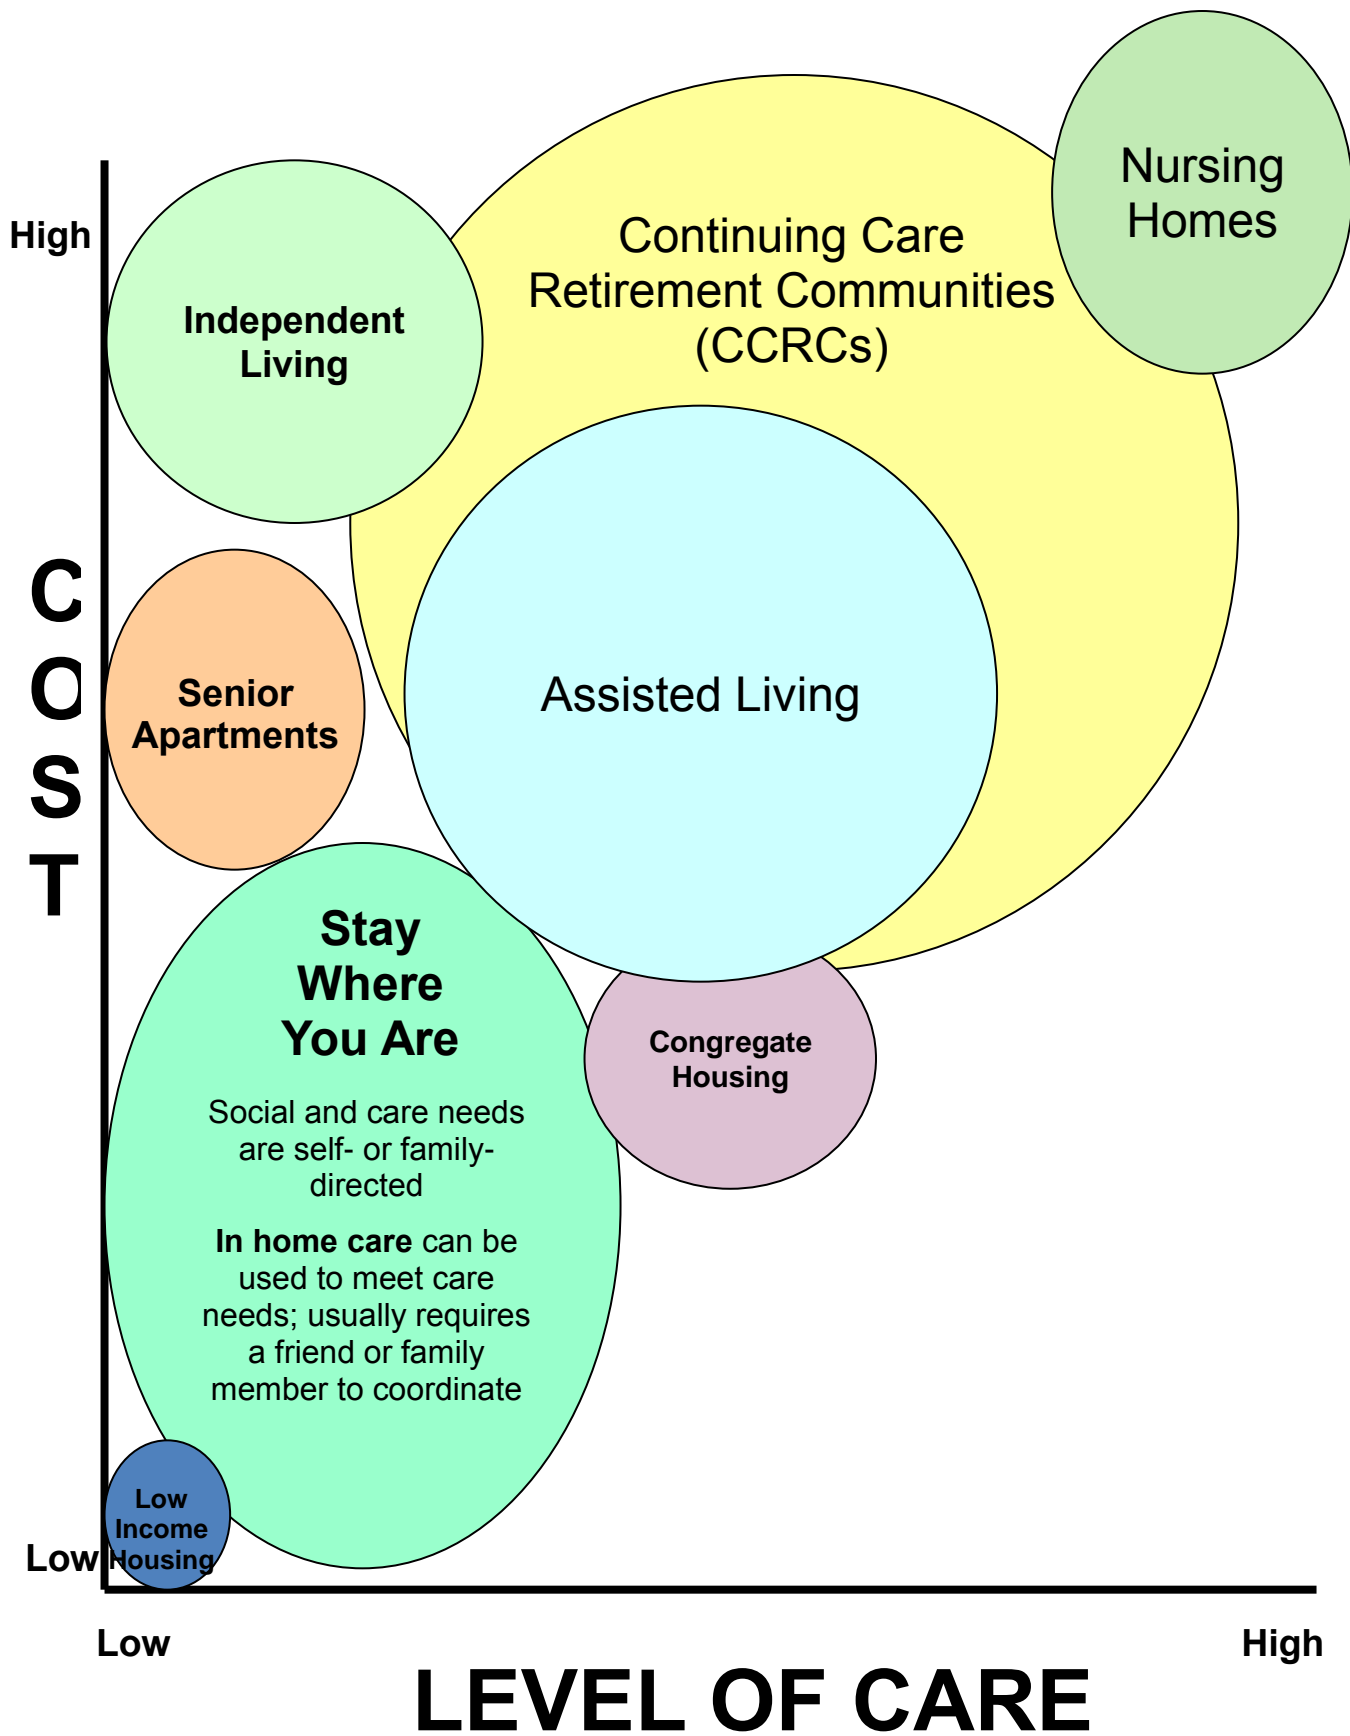 Nursing
Homes
High
Continuing Care
Retirement Communities
(CCRCs)
Independent
Living
C
O
S
T
Senior
Apartments
Assisted Living
Stay
Where
You Are
Social and care needs
are self- or family-
directed
In home care can be
used to meet care
needs; usually requires
a friend or family
member to coordinate
Congregate
Housing
Low
Income
Housing
Low
Low
High
LEVEL OF CARE